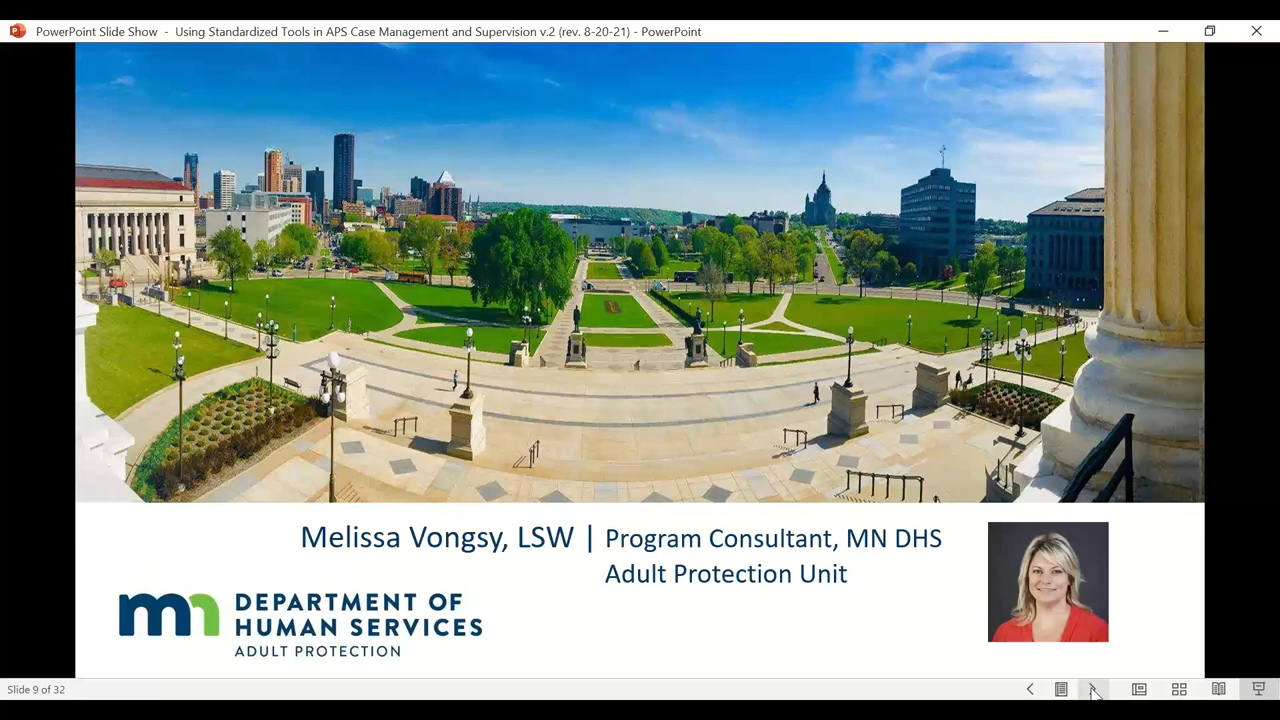 PowerPoint Slide Show - Using Standardized Tools in APS Case Management and Supervision v.2 (rev. 8-20-21) - PowerPoint
Melissa Vongsy, LSW | Program Consultant, MN DHS
Adult Protection Unit
mn DEPARTMENT OF
HUMAN SERVICES
ADULT PROTECTION
Slide 9 of 32